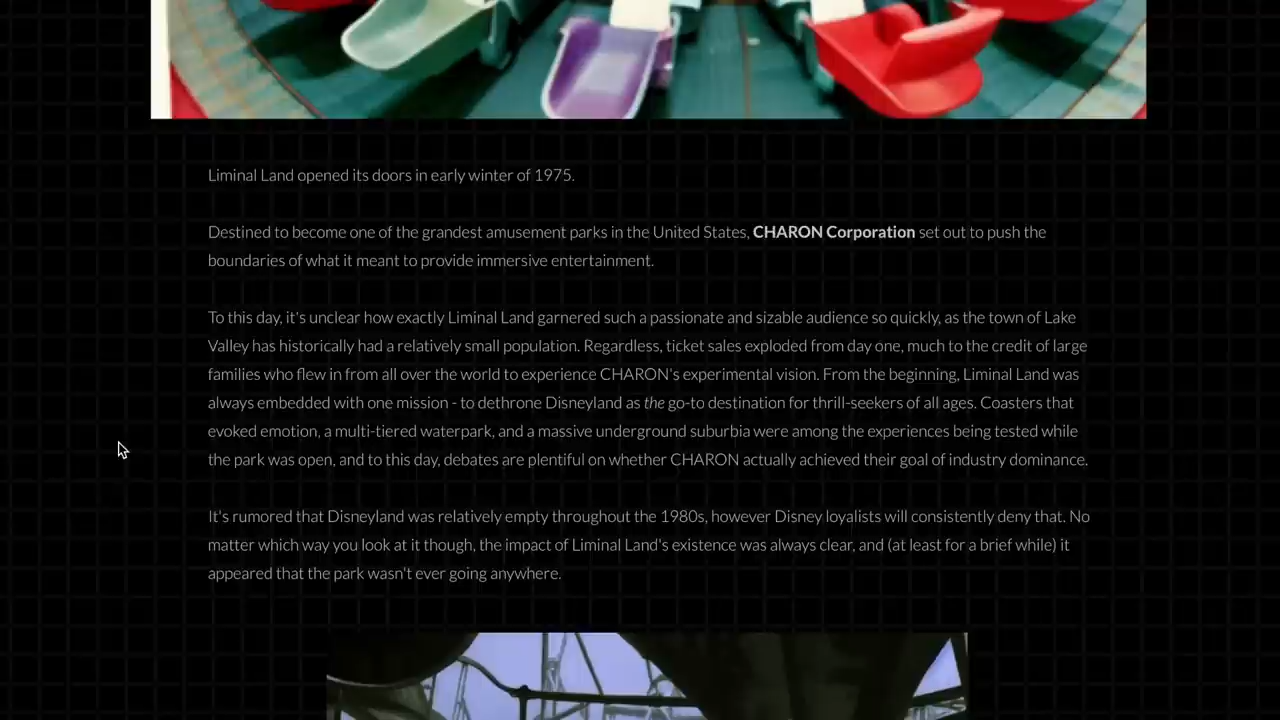 Liminal Land opened its doors in early winter of 1975.
Destined to become one of the grandest amusement parks in the United States, CHARON Corporation set out to push the
boundaries of what it meant to provide immersive entertainment.
To this day, it's unclear how exactly Liminal Land garnered such a passionate and sizable audience so quickly, as the town of Lake
Valley has historically had a relatively small population. Regardless, ticket sales exploded from day one, much to the credit of large
families who flew in from all over the world to experience CHARON's experimental vision. From the beginning, Liminal Land was
always embedded with one mission - to dethrone Disneyland as the go-to destination for thrill-seekers of all ages. Coasters that
evoked emotion, a multi-tiered waterpark, and a massive underground suburbia were among the experiences being tested while
the park was open, and to this day, debates are plentiful on whether CHARON actually achieved their goal of industry dominance.
It's rumored that Disneyland was relatively empty throughout the 1980s, however Disney loyalists will consistently deny that. No
matter which way you look at it though, the impact of Liminal Land's existence was always clear, and (at least for a brief while) it
appeared that the park wasn't ever going anywhere.